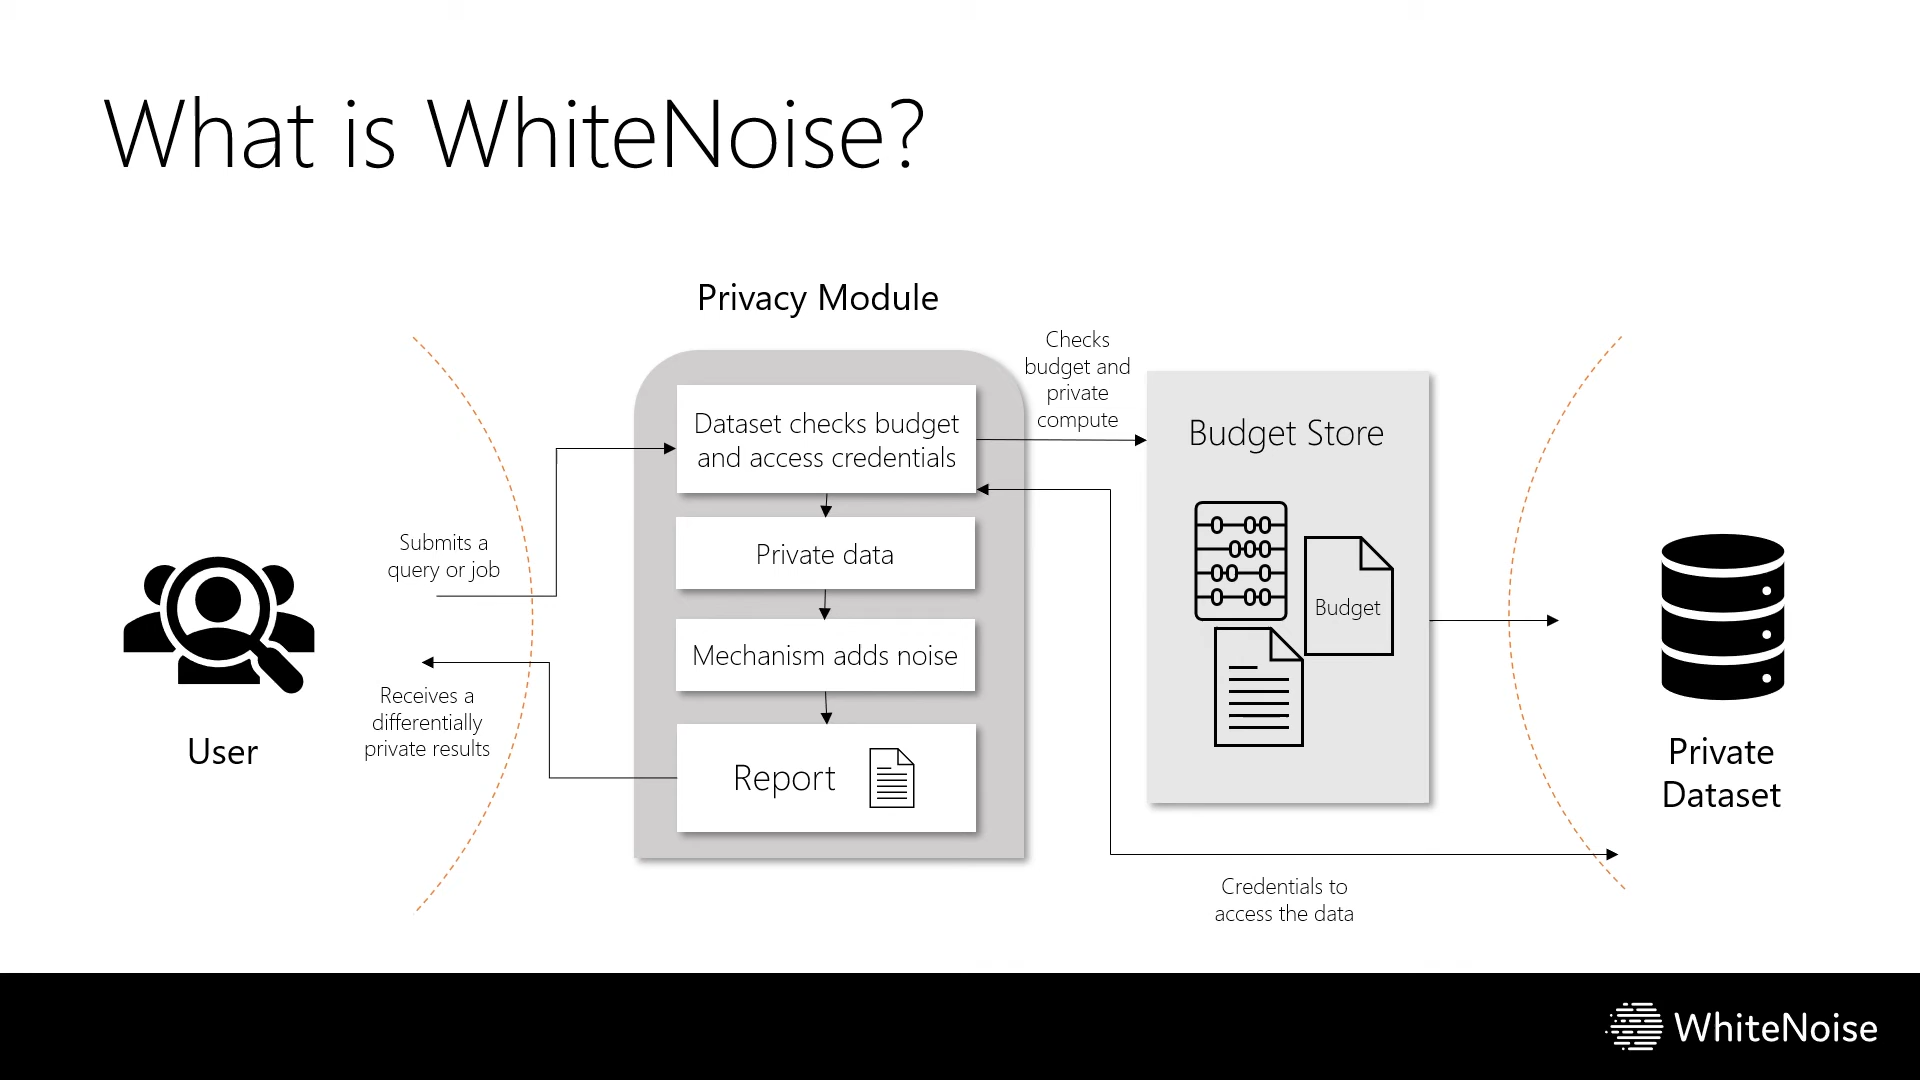 What is WhiteNoise?
Privacy Module
Checks
budget and
private
compute
Dataset checks budget
and access credentials
Budget Store
Submits a
query or job
Private data
Budget
Mechanism adds noise
Receives a
differentially
private results
User
Report
Private
Dataset
Credentials to
access the data
WhiteNoise